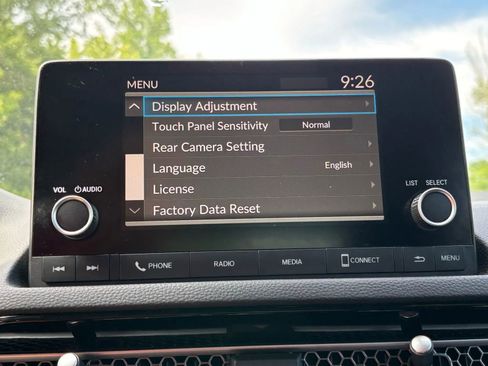 MENU 9:26
Display Adjustment
Touch Panel Sensitivity Normal
Rear Camera Setting
Language English
License
Factory Data Reset
VOL AUDIO
LIST SELECT
PHONE RADIO MEDIA CONNECT MENU